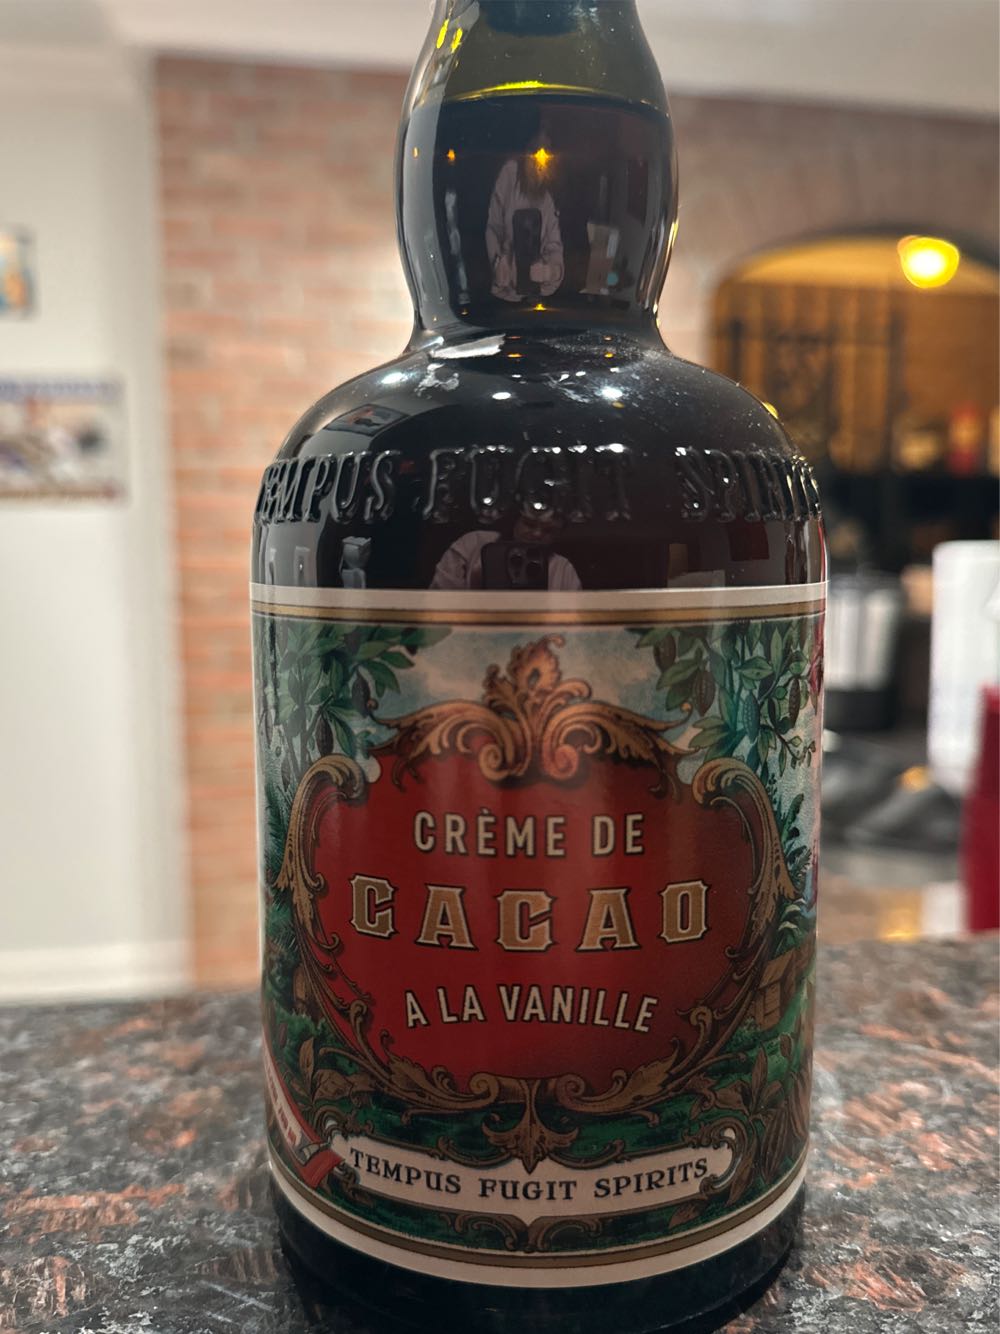 TEMPUS FUGIT SPIRITS
CRÈME DE
CACAO
A LA VANILLE
TEMPUS FUGIT SPIRITS